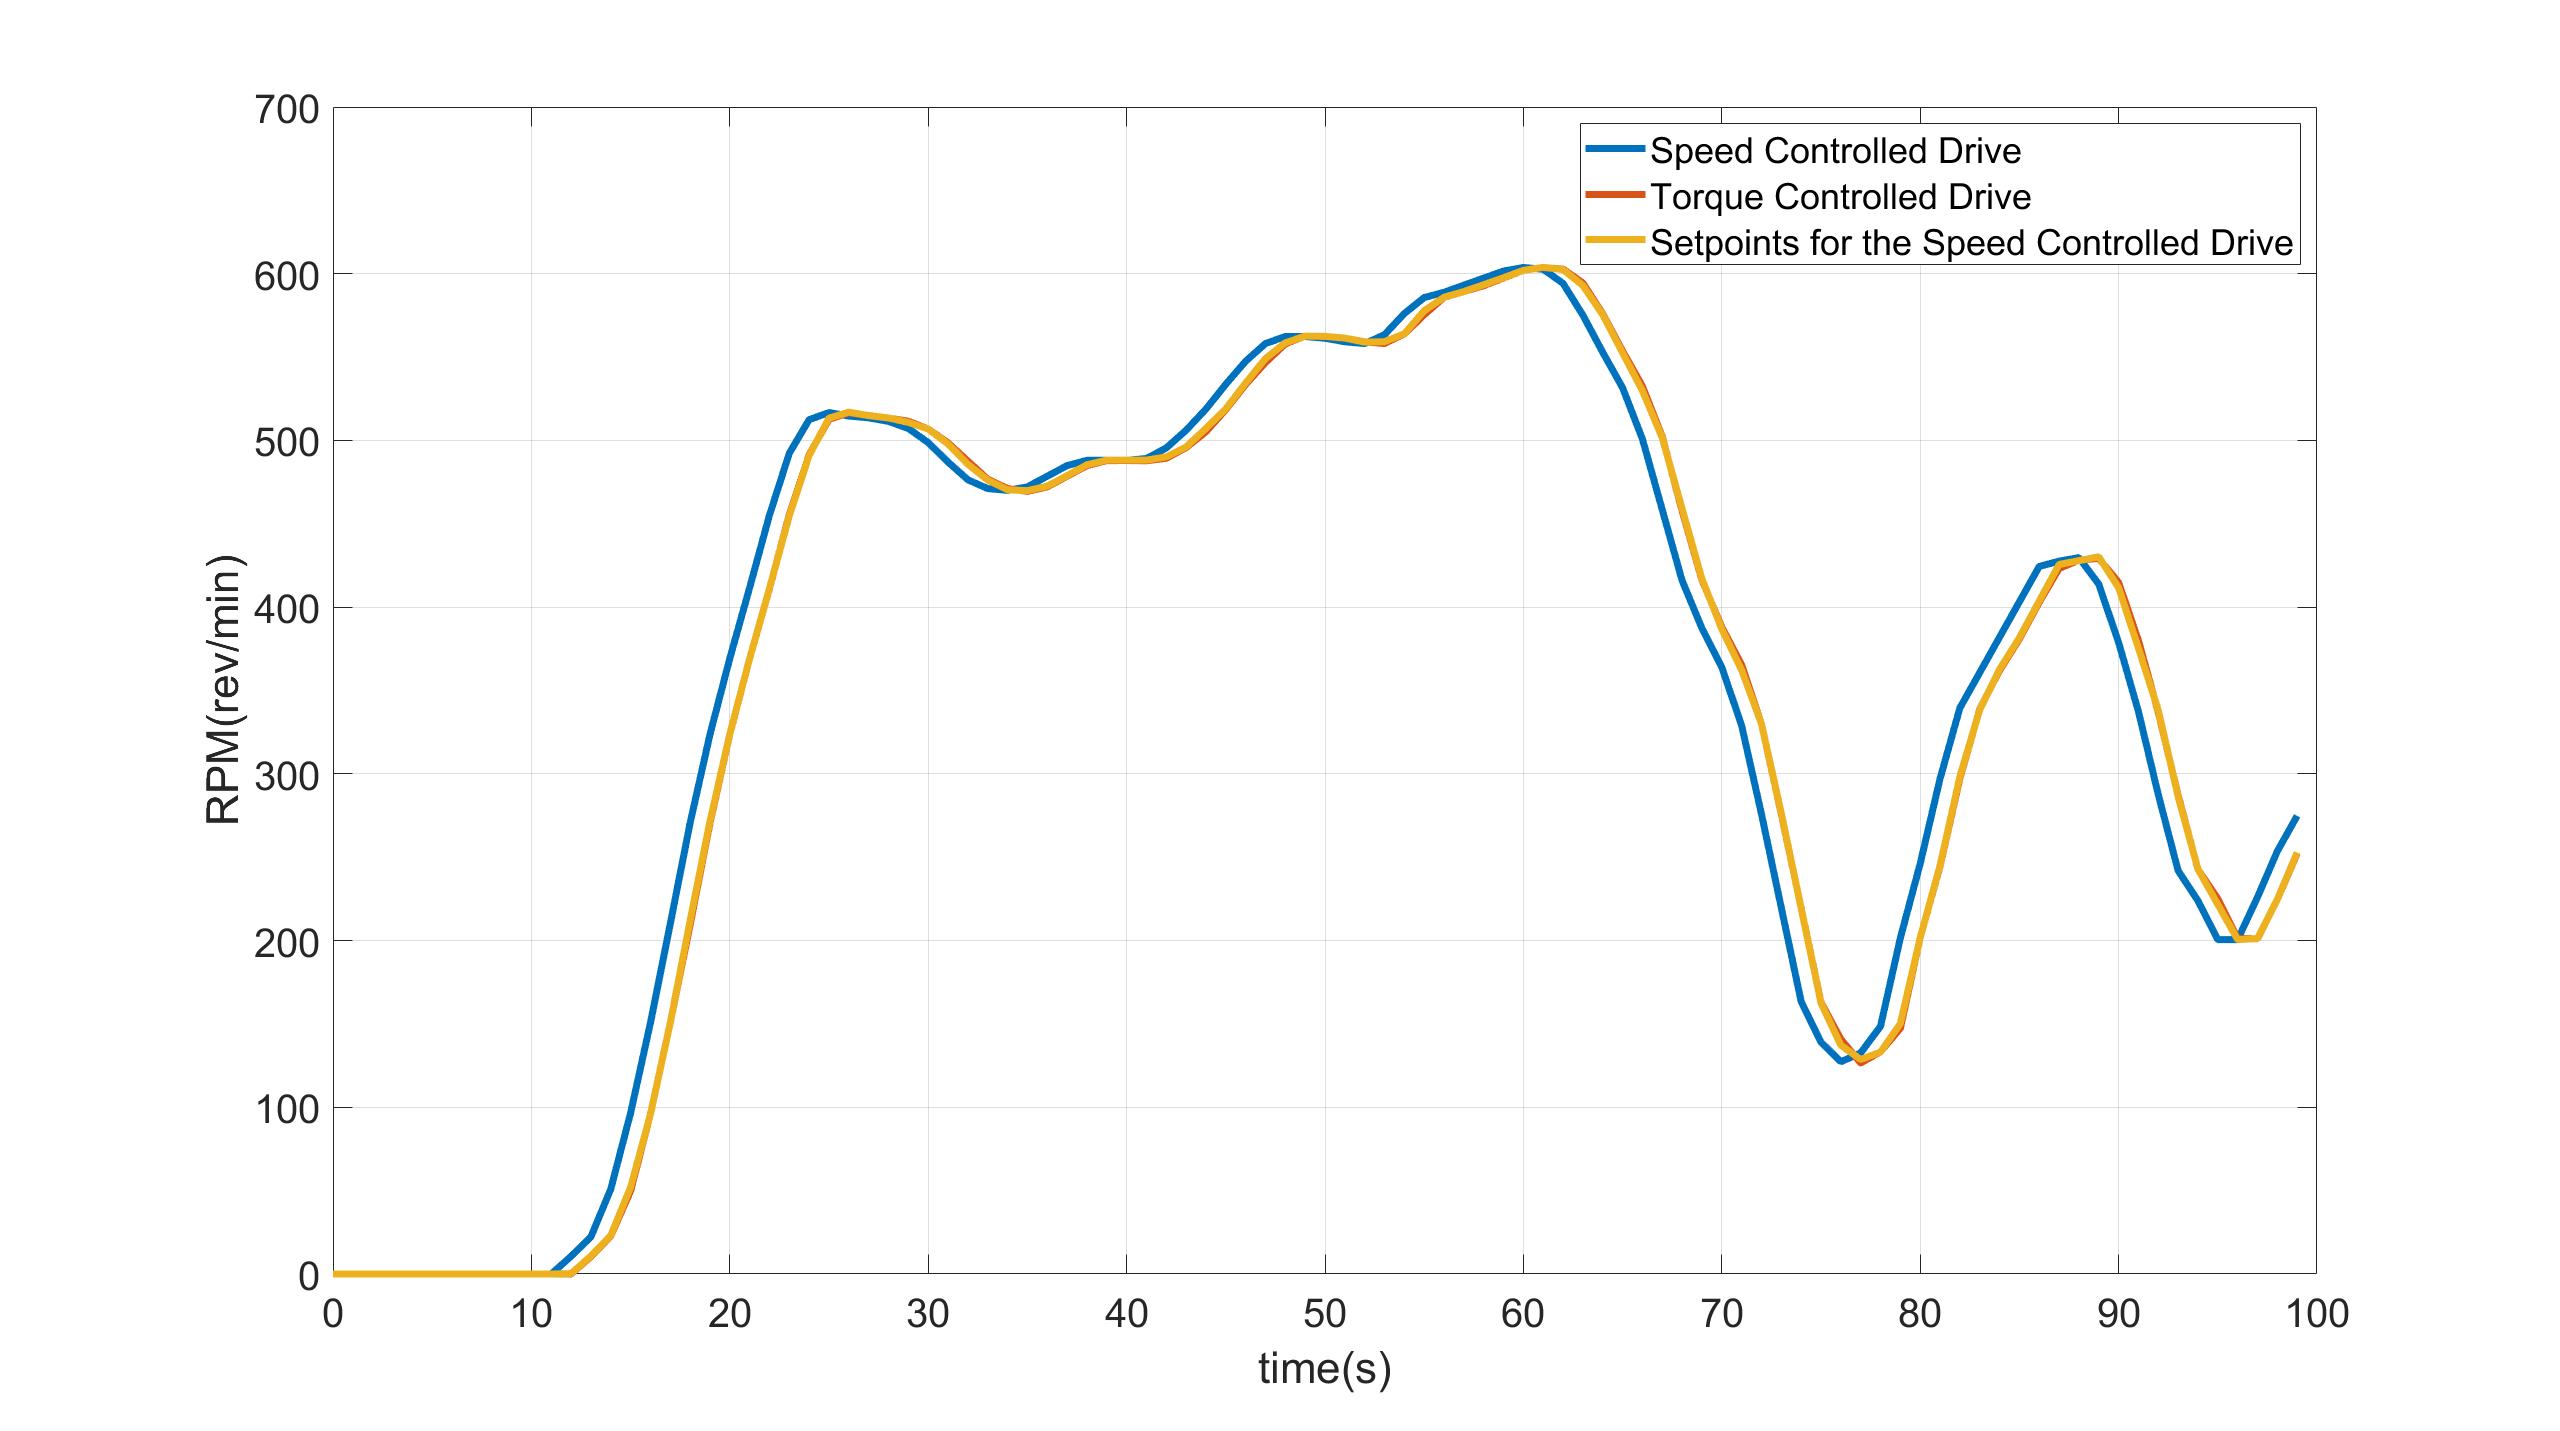 700
600
500
400
300
200
100
0
RPM(rev/min)
Speed Controlled Drive
Torque Controlled Drive
Setpoints for the Speed Controlled Drive
0 10 20 30 40 50 60 70 80 90 100
time(s)